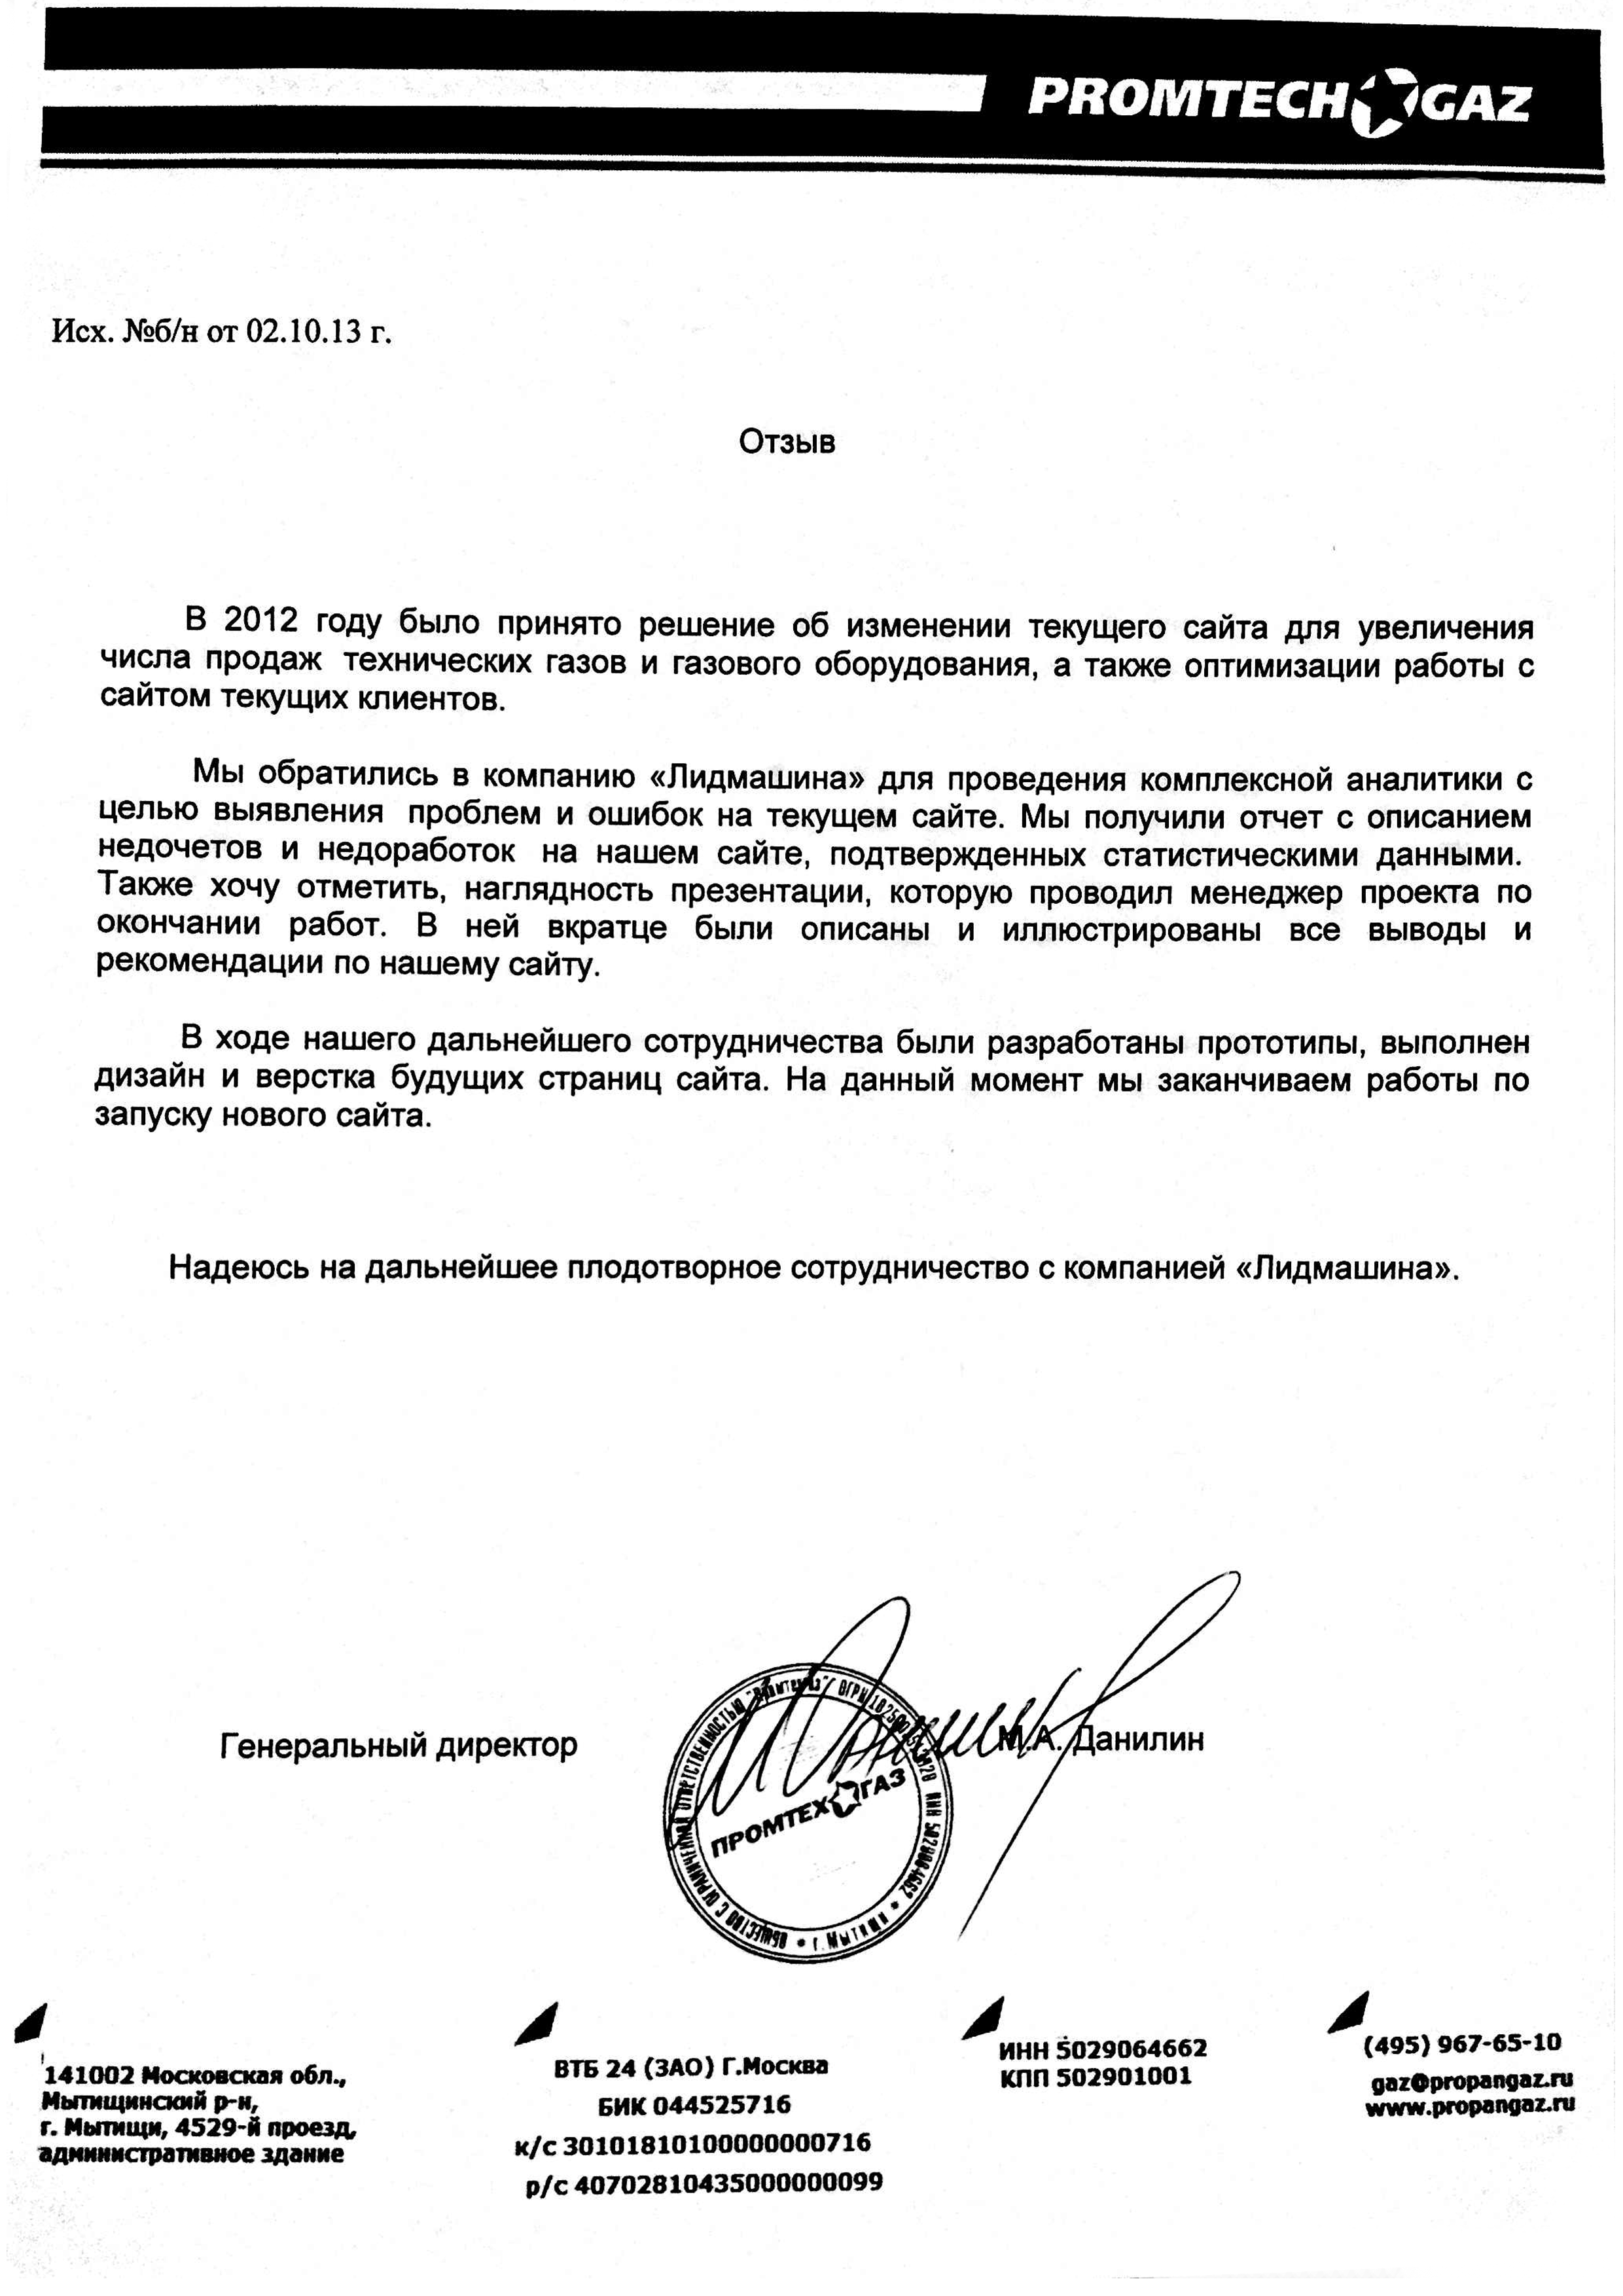 PROMTECH GAZ
Исх. №б/н от 02.10.13 г.
Отзыв
В 2012 году было принято решение об изменении текущего сайта для увеличения
числа продаж технических газов и газового оборудования, а также оптимизации работы с
сайтом текущих клиентов.
Мы обратились в компанию «Лидмашина» для проведения комплексной аналитики с
целью выявления проблем и ошибок на текущем сайте. Мы получили отчет с описанием
недочетов и недоработок на нашем сайте, подтвержденных статистическими данными.
Также хочу отметить, наглядность презентации, которую проводил менеджер проекта по
окончании работ. В ней вкратце были описаны и иллюстрированы все выводы и
рекомендации по нашему сайту.
В ходе нашего дальнейшего сотрудничества были разработаны прототипы, выполнен
дизайн и верстка будущих страниц сайта. На данный момент мы заканчиваем работы по
запуску нового сайта.
Надеюсь на дальнейшее плодотворное сотрудничество с компанией «Лидмашина».
Генеральный директор
М.А. Данилин
ОБЩЕСТВО С ОГРАНИЧЕННОЙ ОТВЕТСТВЕННОСТЬЮ ОГРН ИНН 5029064662 • г. Мытищи •
ПРОМТЕХ ГАЗ
141002 Московская обл.,
Мытищинский р-н,
г. Мытищи, 4529-й проезд,
административное здание
ВТБ 24 (ЗАО) Г.Москва
БИК 044525716
к/с 30101810100000000716
р/с 40702810435000000099
ИНН 5029064662
КПП 502901001
(495) 967-65-10
gaz@propangaz.ru
www.propangaz.ru